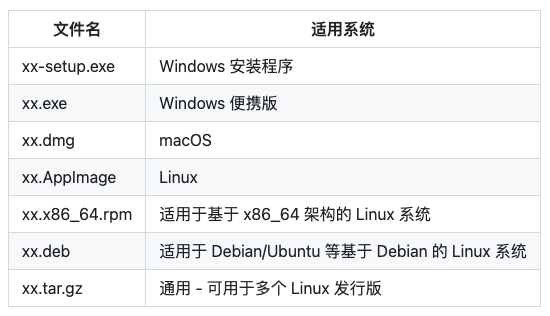 文件名 适用系统
xx-setup.exe Windows 安装程序
xx.exe Windows 便携版
xx.dmg macOS
xx.AppImage Linux
xx.x86_64.rpm 适用于基于 x86_64 架构的 Linux 系统
xx.deb 适用于 Debian/Ubuntu 等基于 Debian 的 Linux 系统
xx.tar.gz 通用 - 可用于多个 Linux 发行版